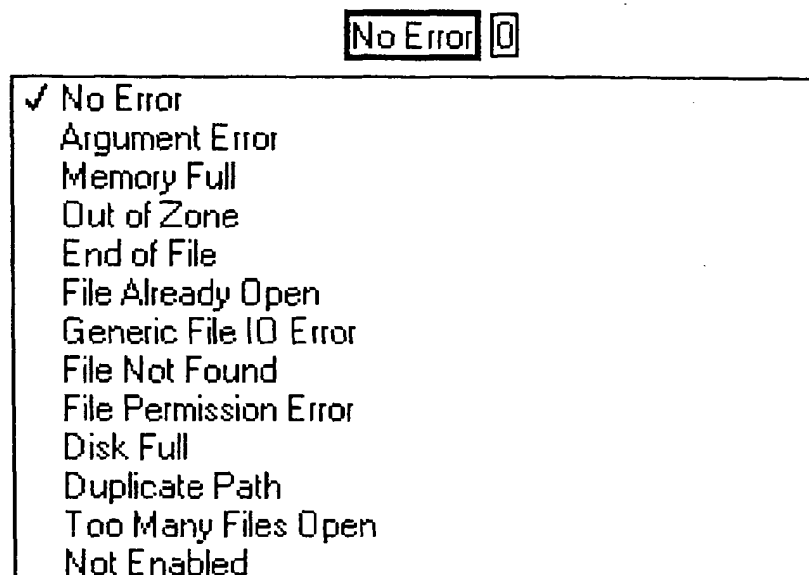 No Error 0
✓ No Error
Argument Error
Memory Full
Out of Zone
End of File
File Already Open
Generic File IO Error
File Not Found
File Permission Error
Disk Full
Duplicate Path
Too Many Files Open
Not Enabled